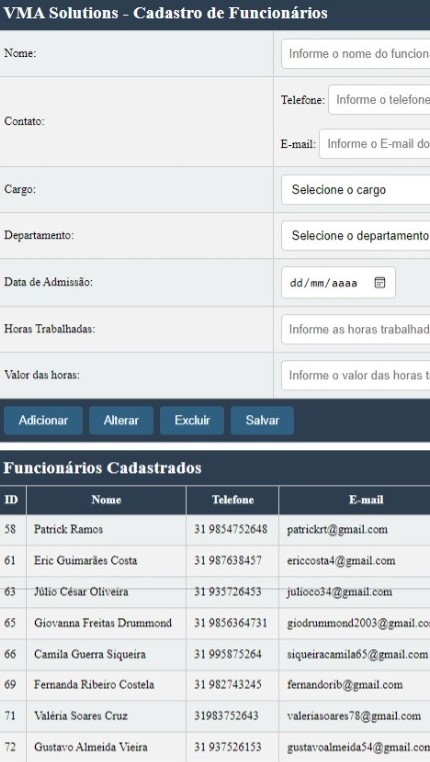 VMA Solutions - Cadastro de Funcionários
Nome:
Informe o nome do funcion
Contato:
Telefone: Informe o telefone
E-mail: Informe o E-mail do
Cargo:
Selecione o cargo
Departamento:
Selecione o departamento
Data de Admissão:
dd/mm/aaaa
Horas Trabalhadas:
Informe as horas trabalhad
Valor das horas:
Informe o valor das horas t
Adicionar Alterar Excluir Salvar
Funcionários Cadastrados
ID Nome Telefone E-mail
58 Patrick Ramos 31 9854752648 patrickrt@gmail.com
61 Eric Guimarães Costa 31 987638457 ericcosta4@gmail.com
63 Júlio César Oliveira 31 935726453 julioco34@gmail.com
65 Giovanna Freitas Drummond 31 9856364731 giodrummond2003@gmail.co
66 Camila Guerra Siqueira 31 995875264 siqueiracamila65@gmail.com
69 Fernanda Ribeiro Costela 31 982743245 fernandorib@gmail.com
71 Valéria Soares Cruz 31983752643 valeriasoares78@gmail.com
72 Gustavo Almeida Vieira 31 937526153 gustavoalmeida54@gmail.com